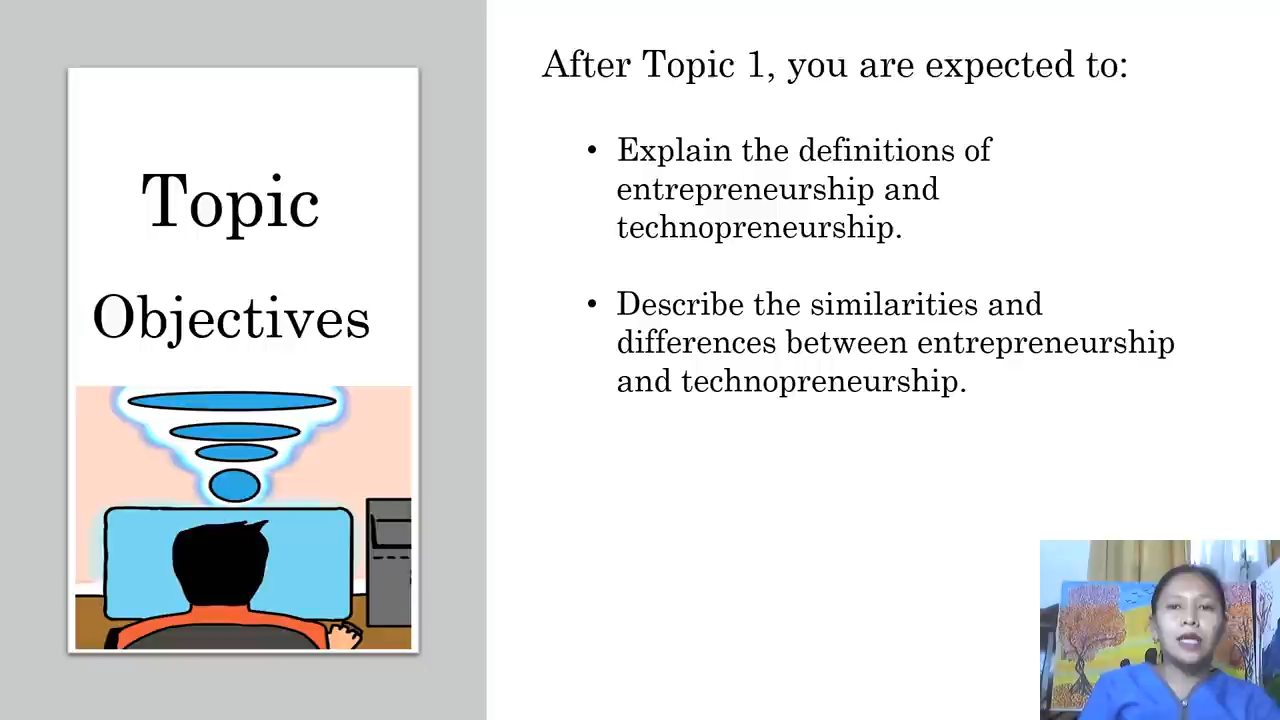 Topic
Objectives
After Topic 1, you are expected to:
• Explain the definitions of
entrepreneurship and
technopreneurship.
• Describe the similarities and
differences between entrepreneurship
and technopreneurship.